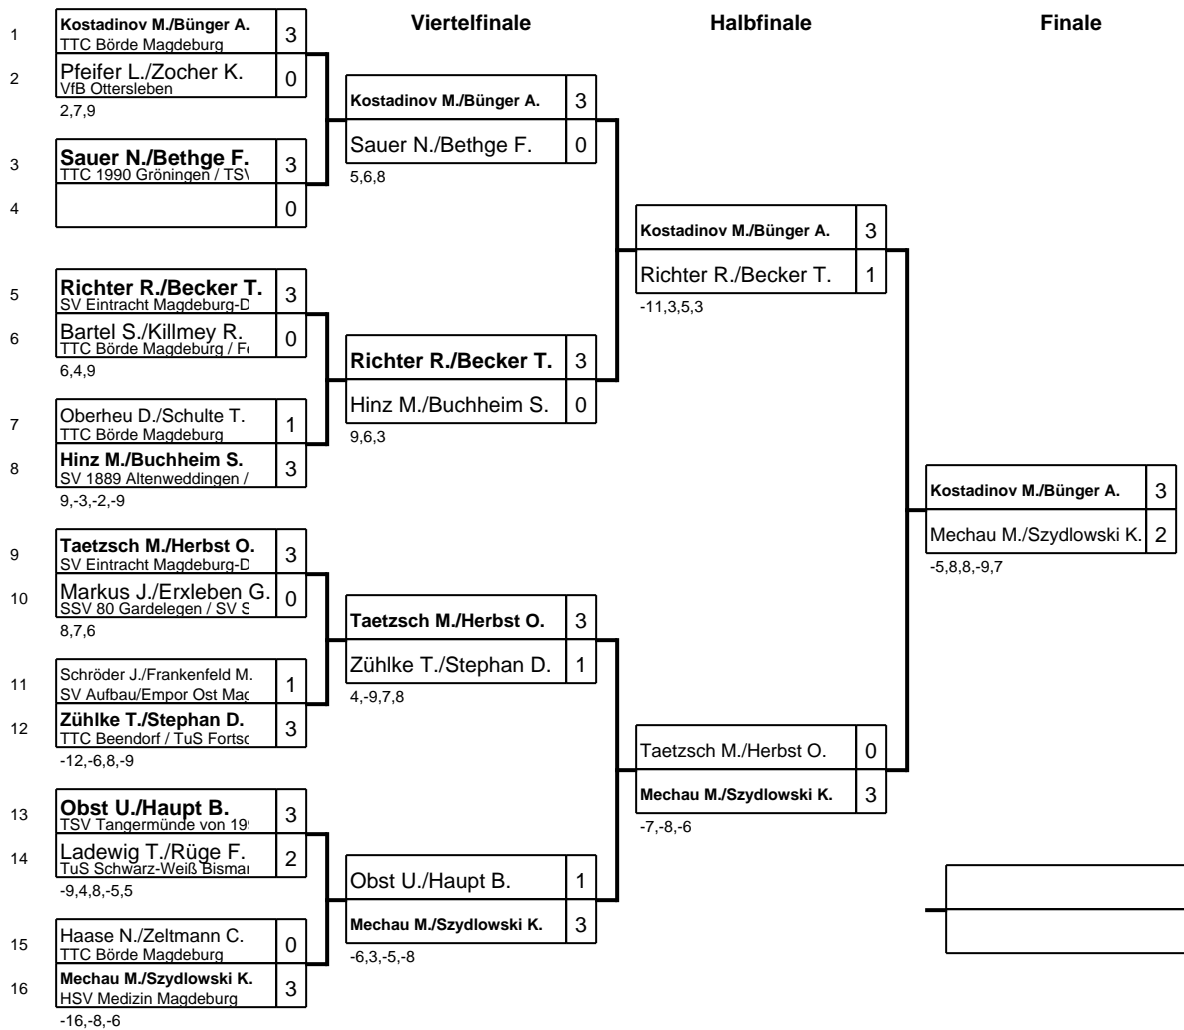 Viertelfinale
Halbfinale
Finale
1 Kostadinov M./Bünger A. 3
TTC Börde Magdeburg
2 Pfeifer L./Zocher K. 0
VfB Ottersleben
2,7,9
3 Sauer N./Bethge F. 3
TTC 1990 Gröningen / TSV
4 0
5 Richter R./Becker T. 3
SV Eintracht Magdeburg-D
6 Bartel S./Killmey R. 0
TTC Börde Magdeburg / Fe
6,4,9
7 Oberheu D./Schulte T. 1
TTC Börde Magdeburg
8 Hinz M./Buchheim S. 3
SV 1889 Altenweddingen /
9,-3,-2,-9
9 Taetzsch M./Herbst O. 3
SV Eintracht Magdeburg-D
10 Markus J./Erxleben G. 0
SSV 80 Gardelegen / SV S
8,7,6
11 Schröder J./Frankenfeld M. 1
SV Aufbau/Empor Ost Mag
12 Zühlke T./Stephan D. 3
TTC Beendorf / TuS Fortsc
-12,-6,8,-9
13 Obst U./Haupt B. 3
TSV Tangermünde von 19
14 Ladewig T./Rüge F. 2
TuS Schwarz-Weiß Bismar
-9,4,8,-5,5
15 Haase N./Zeltmann C. 0
TTC Börde Magdeburg
16 Mechau M./Szydlowski K. 3
HSV Medizin Magdeburg
-16,-8,-6
Kostadinov M./Bünger A. 3
Sauer N./Bethge F. 0
5,6,8
Richter R./Becker T. 3
Hinz M./Buchheim S. 0
9,6,3
Taetzsch M./Herbst O. 3
Zühlke T./Stephan D. 1
4,-9,7,8
Obst U./Haupt B. 1
Mechau M./Szydlowski K. 3
-6,3,-5,-8
Kostadinov M./Bünger A. 3
Richter R./Becker T. 1
-11,3,5,3
Taetzsch M./Herbst O. 0
Mechau M./Szydlowski K. 3
-7,-8,-6
Kostadinov M./Bünger A. 3
Mechau M./Szydlowski K. 2
-5,8,8,-9,7